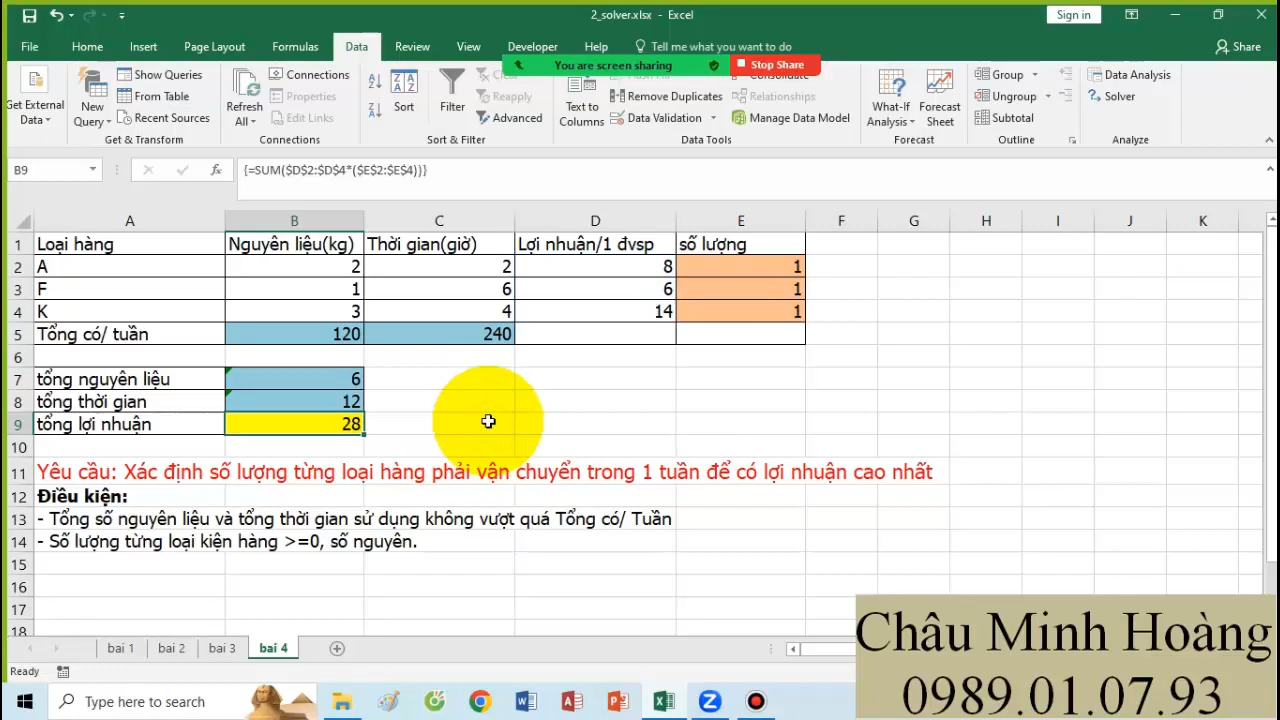 2_solver.xlsx - Excel
Sign in
File Home Insert Page Layout Formulas Data Review View Developer Help Tell me what you want to do Share
You are screen sharing Stop Share
Get External Data
New Query
Show Queries
From Table
Recent Sources
Get & Transform
Refresh All
Connections
Properties
Edit Links
Connections
Sort
Filter
Clear
Reapply
Advanced
Sort & Filter
Text to Columns
Remove Duplicates
Data Validation
Consolidate
Relationships
Manage Data Model
Data Tools
What-If Analysis
Forecast Sheet
Forecast
Group
Ungroup
Subtotal
Outline
Data Analysis
Solver
Analyze
B9 fx {=SUM($D$2:$D$4*($E$2:$E$4))}
A B C D E F G H I J K
1 Loại hàng Nguyên liệu(kg) Thời gian(giờ) Lợi nhuận/1 đvsp số lượng
2 A 2 2 8 1
3 F 1 6 6 1
4 K 3 4 14 1
5 Tổng có/ tuần 120 240
6
7 tổng nguyên liệu 6
8 tổng thời gian 12
9 tổng lợi nhuận 28
10
11 Yêu cầu: Xác định số lượng từng loại hàng phải vận chuyển trong 1 tuần để có lợi nhuận cao nhất
12 Điều kiện:
13 - Tổng số nguyên liệu và tổng thời gian sử dụng không vượt quá Tổng có/ Tuần
14 - Số lượng từng loại kiện hàng >=0, số nguyên.
15
16
17
18
bai 1 bai 2 bai 3 bai 4
Ready
Type here to search
Châu Minh Hoàng
0989.01.07.93